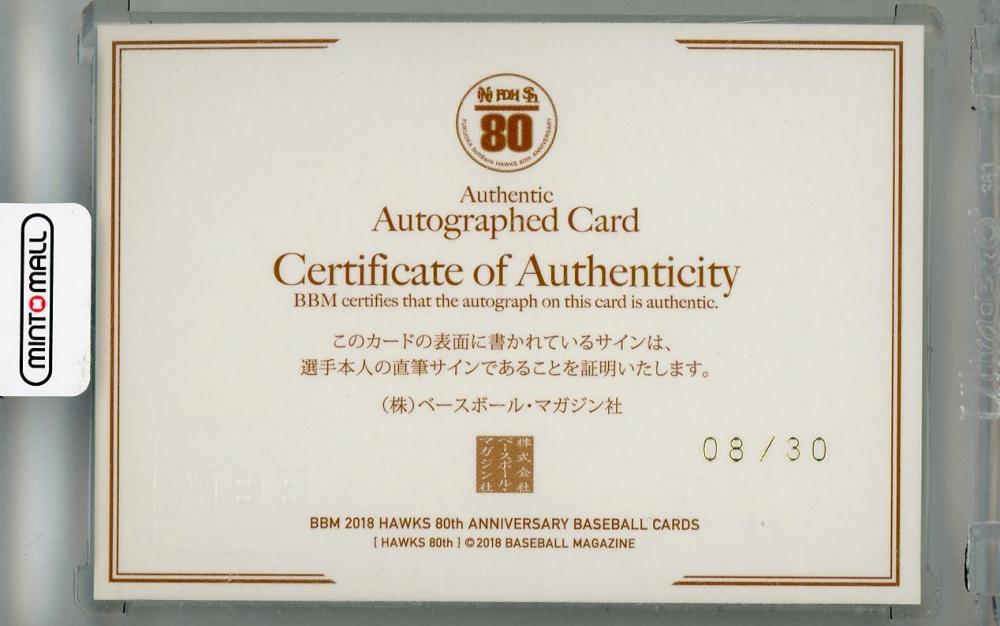 MINTOMALL
80
FUKUOKA SoftBank HAWKS 80th ANNIVERSARY
Authentic
Autographed Card
Certificate of Authenticity
BBM certifies that the autograph on this card is authentic.
このカードの表面に書かれているサインは、
選手本人の直筆サインであることを証明いたします。
（株）ベースボール・マガジン社
株式会社
ベースボール・
マガジン社
08/30
BBM 2018 HAWKS 80th ANNIVERSARY BASEBALL CARDS
[ HAWKS 80th ] ©2018 BASEBALL MAGAZINE